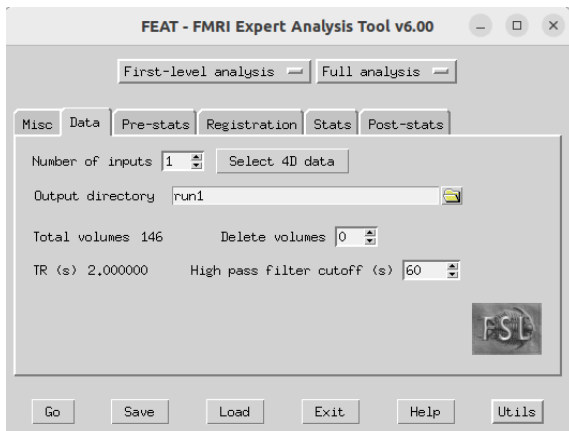 FEAT - FMRI Expert Analysis Tool v6.00
First-level analysis Full analysis
Misc Data Pre-stats Registration Stats Post-stats
Number of inputs 1 Select 4D data
Output directory run1
Total volumes 146 Delete volumes 0
TR (s) 2.000000 High pass filter cutoff (s) 60
FSL
Go Save Load Exit Help Utils